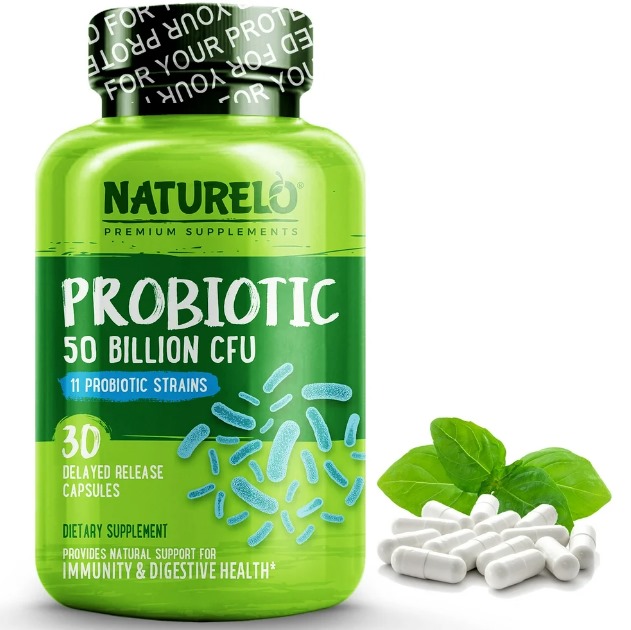 FOR YOUR PROTE
NATURELO®
PREMIUM SUPPLEMENTS
PROBIOTIC
50 BILLION CFU
11 PROBIOTIC STRAINS
30
DELAYED RELEASE
CAPSULES
DIETARY SUPPLEMENT
PROVIDES NATURAL SUPPORT FOR
IMMUNITY & DIGESTIVE HEALTH*